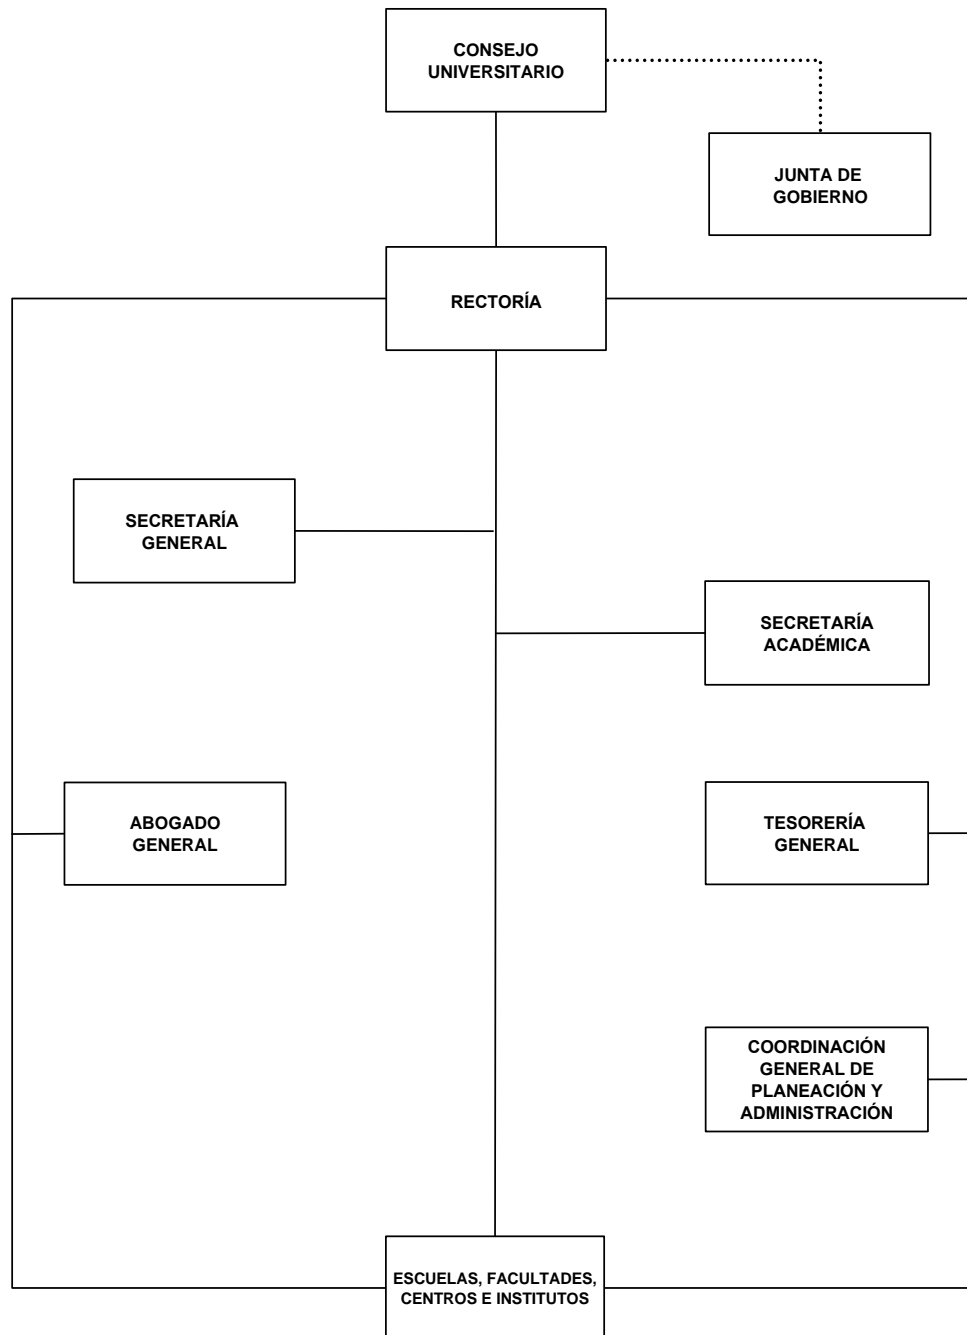 CONSEJO
UNIVERSITARIO
JUNTA DE
GOBIERNO
RECTORÍA
SECRETARÍA
GENERAL
SECRETARÍA
ACADÉMICA
ABOGADO
GENERAL
TESORERÍA
GENERAL
COORDINACIÓN
GENERAL DE
PLANEACIÓN Y
ADMINISTRACIÓN
ESCUELAS, FACULTADES,
CENTROS E INSTITUTOS